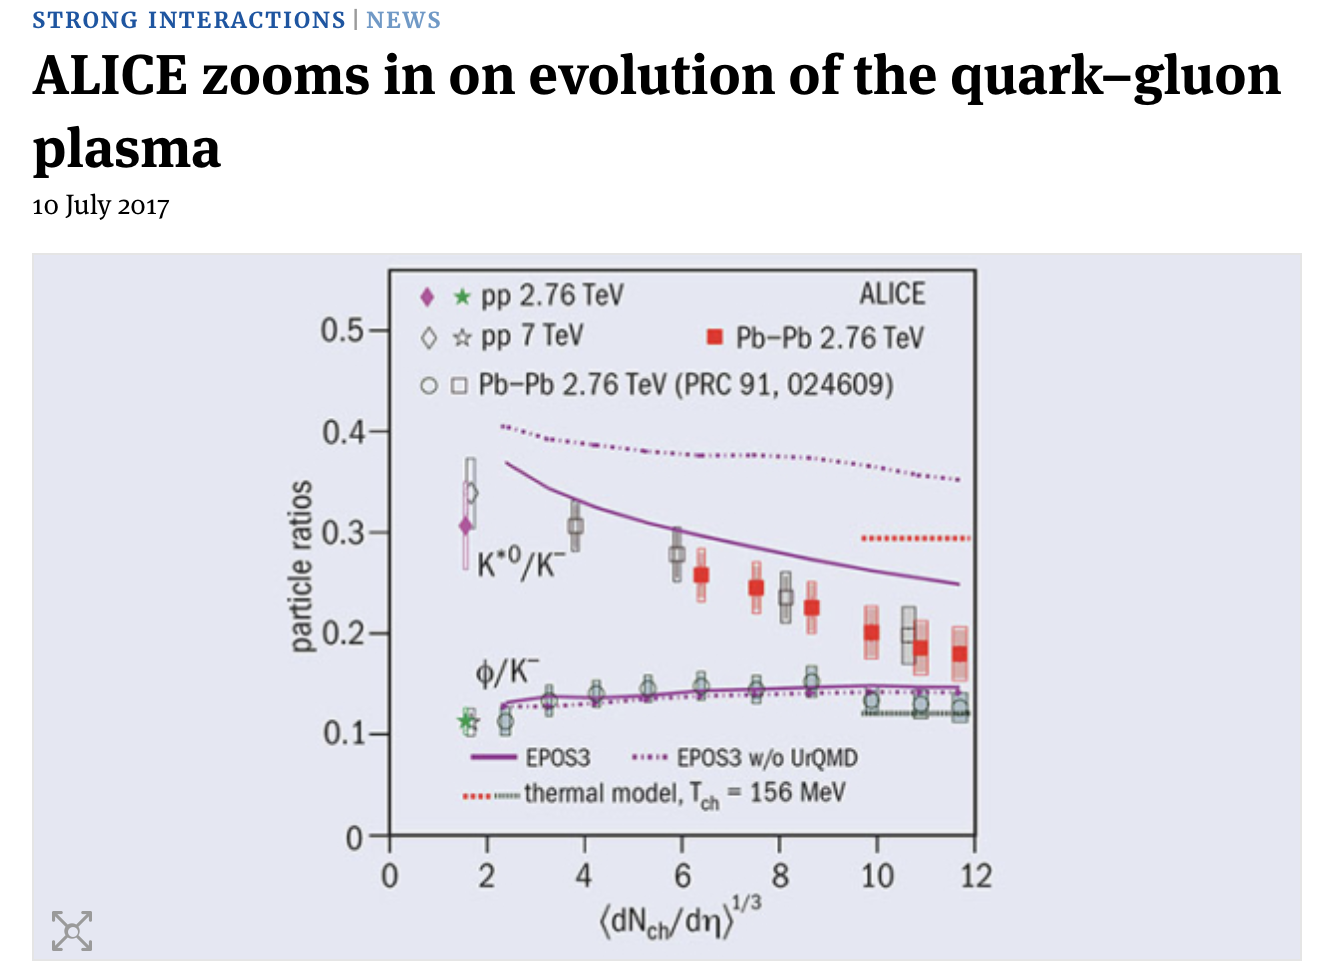 STRONG INTERACTIONS | NEWS
ALICE zooms in on evolution of the quark–gluon
plasma
10 July 2017
pp 2.76 TeV
ALICE
pp 7 TeV
Pb–Pb 2.76 TeV
Pb–Pb 2.76 TeV (PRC 91, 024609)
0.5
0.4
0.3
0.2
0.1
0
particle ratios
K*⁰/K⁻
ϕ/K⁻
EPOS3
EPOS3 w/o UrQMD
thermal model, Tch = 156 MeV
0 2 4 6 8 10 12
⟨dNch/dη⟩1/3